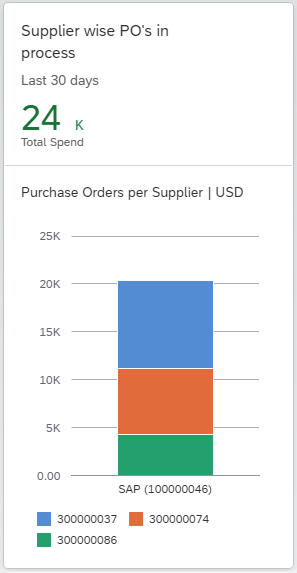 Supplier wise PO's in
process
Last 30 days
24 K
Total Spend
Purchase Orders per Supplier | USD
25K
20K
15K
10K
5K
0.00
SAP (100000046)
300000037 300000074
300000086